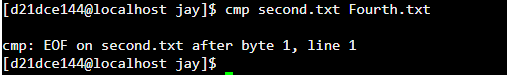 [d21dce144@localhost jay]$ cmp second.txt Fourth.txt
cmp: EOF on second.txt after byte 1, line 1
[d21dce144@localhost jay]$